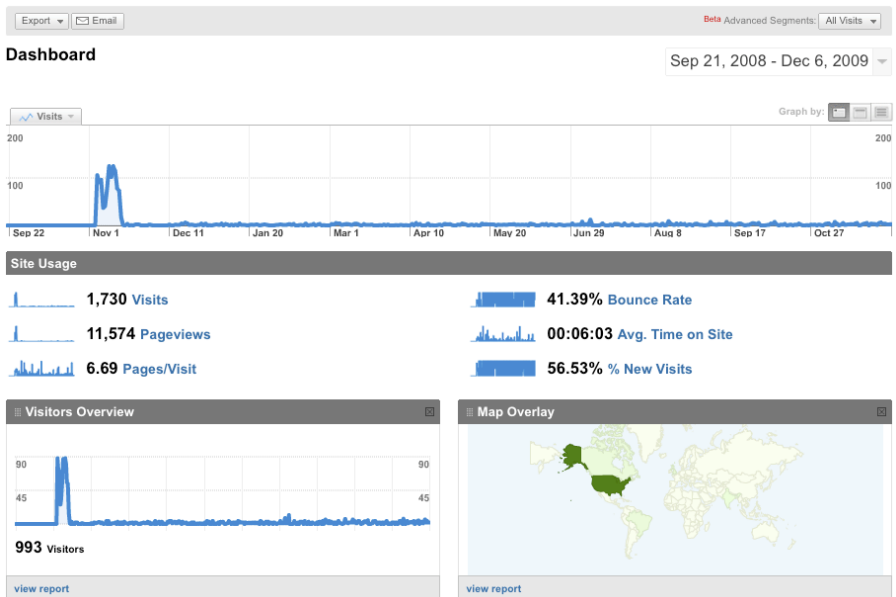 Export Email Beta Advanced Segments: All Visits
Dashboard
Sep 21, 2008 - Dec 6, 2009
Visits Graph by:
200 200
100 100
Sep 22 Nov 1 Dec 11 Jan 20 Mar 1 Apr 10 May 20 Jun 29 Aug 8 Sep 17 Oct 27
Site Usage
1,730 Visits 41.39% Bounce Rate
11,574 Pageviews 00:06:03 Avg. Time on Site
6.69 Pages/Visit 56.53% % New Visits
Visitors Overview Map Overlay
90 90
45 45
993 Visitors
view report view report